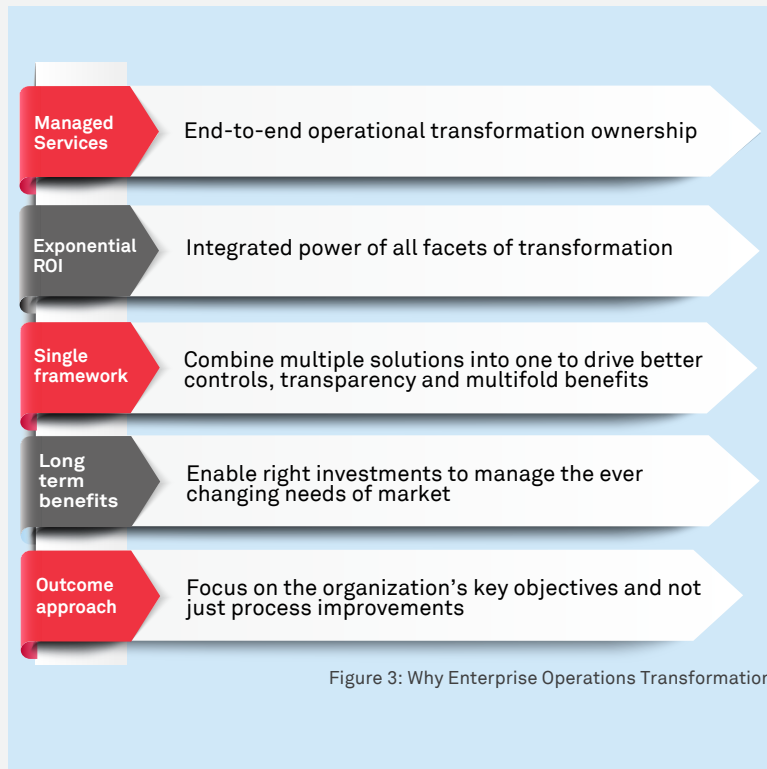 Managed
Services
End-to-end operational transformation ownership
Exponential
ROI
Integrated power of all facets of transformation
Single
framework
Combine multiple solutions into one to drive better
controls, transparency and multifold benefits
Long
term
benefits
Enable right investments to manage the ever
changing needs of market
Outcome
approach
Focus on the organization’s key objectives and not
just process improvements
Figure 3: Why Enterprise Operations Transformation